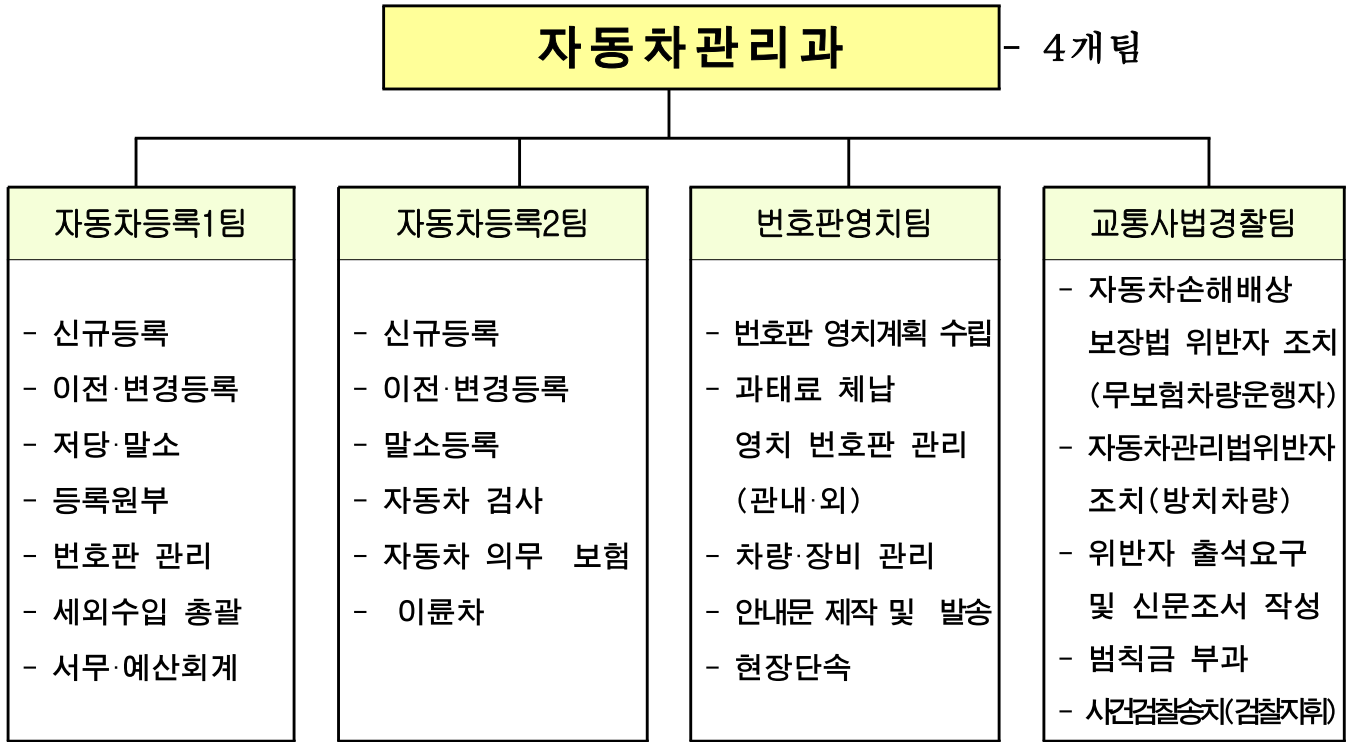 자동차관리과 - 4개팀
자동차등록1팀
- 신규등록
- 이전·변경등록
- 저당·말소
- 등록원부
- 번호판 관리
- 세외수입 총괄
- 서무·예산회계
자동차등록2팀
- 신규등록
- 이전·변경등록
- 말소등록
- 자동차 검사
- 자동차 의무 보험
- 이륜차
번호판영치팀
- 번호판 영치계획 수립
- 과태료 체납
영치 번호판 관리
(관내·외)
- 차량·장비 관리
- 안내문 제작 및 발송
- 현장단속
교통사법경찰팀
- 자동차손해배상
보장법 위반자 조치
(무보험차량운행자)
- 자동차관리법위반자
조치(방치차량)
- 위반자 출석요구
및 신문조서 작성
- 범칙금 부과
- 사건검찰송치(검찰지휘)